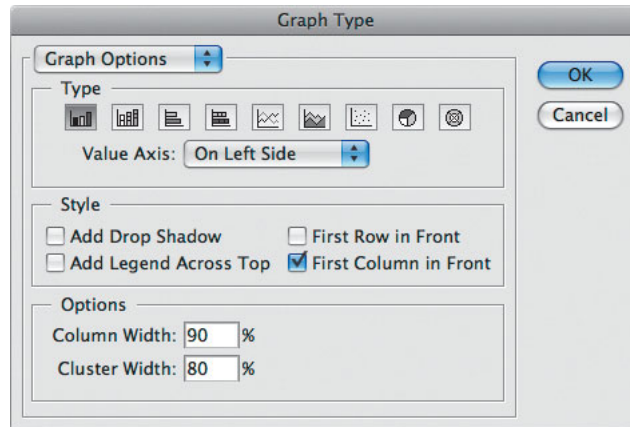 Graph Type
Graph Options
OK
Type
Cancel
Value Axis: On Left Side
Style
Add Drop Shadow
First Row in Front
Add Legend Across Top
First Column in Front
Options
Column Width: 90 %
Cluster Width: 80 %